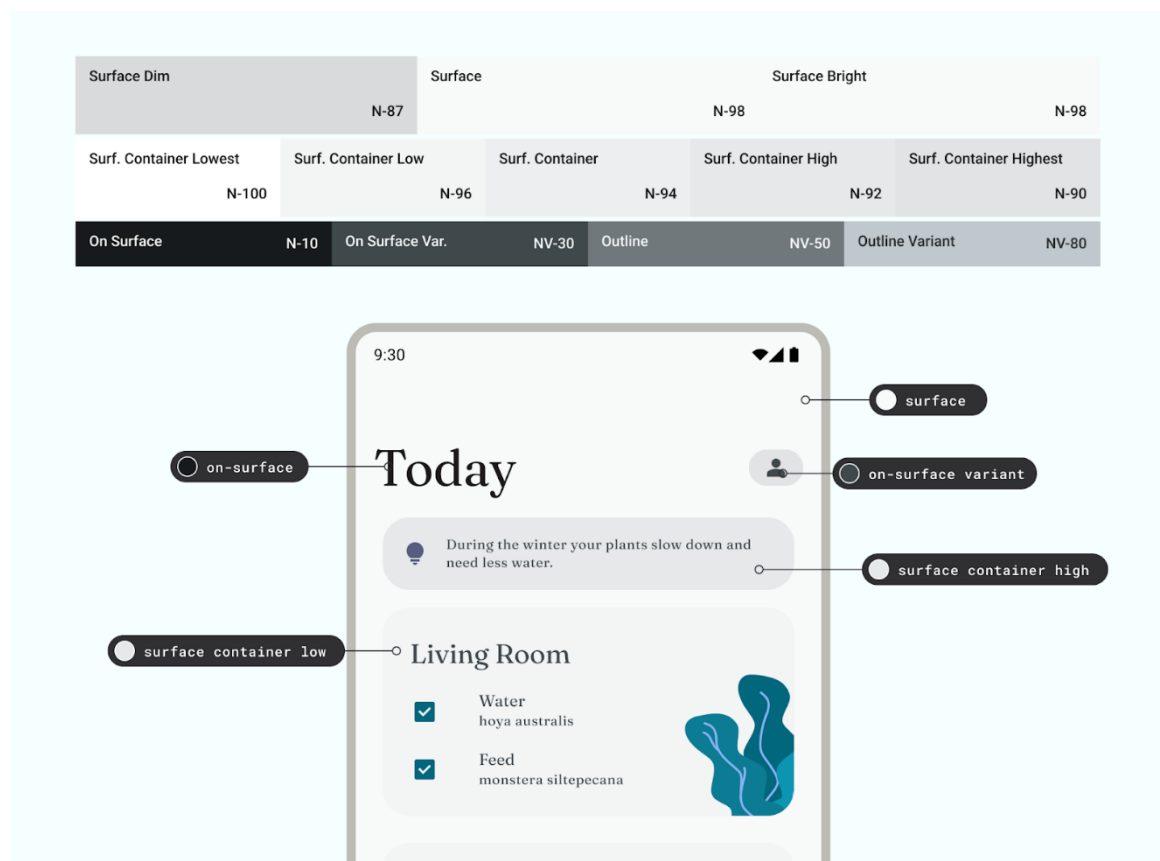 Surface Dim
N-87
Surface
N-98
Surface Bright
N-98
Surf. Container Lowest
N-100
Surf. Container Low
N-96
Surf. Container
N-94
Surf. Container High
N-92
Surf. Container Highest
N-90
On Surface
N-10
On Surface Var.
NV-30
Outline
NV-50
Outline Variant
NV-80
9:30
surface
on-surface
Today
on-surface variant
During the winter your plants slow down and
need less water.
surface container high
surface container low
Living Room
Water
hoya australis
Feed
monstera siltepecana